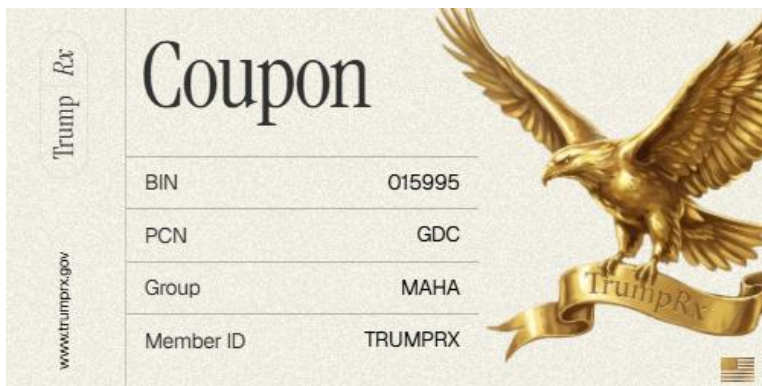 Trump Rx
www.trumprx.gov
Coupon
BIN 015995
PCN GDC
Group MAHA
Member ID TRUMPRX
TrumpRx